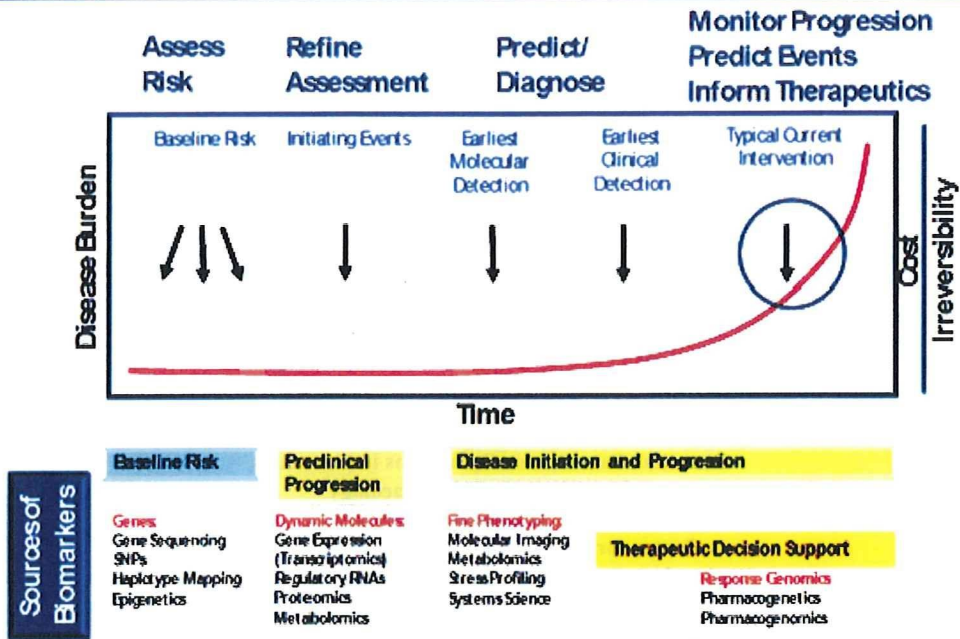 Assess
Risk
Refine
Assessment
Predict/
Diagnose
Monitor Progression
Predict Events
Inform Therapeutics
Baseline Risk
Initiating Events
Earliest
Molecular
Detection
Earliest
Clinical
Detection
Typical Current
Intervention
Disease Burden
Cost
Irreversibility
Time
Sources of
Biomarkers
Baseline Risk
Genes:
Gene Sequencing
SNPs
Haplotype Mapping
Epigenetics
Preclinical
Progression
Dynamic Molecules:
Gene Expression
(Transcriptomics)
Regulatory RNAs
Proteomics
Metabolomics
Disease Initiation and Progression
Fine Phenotyping:
Molecular Imaging
Metabolomics
Stress Profiling
Systems Science
Therapeutic Decision Support
Response Genomics
Pharmacogenetics
Pharmacogenomics